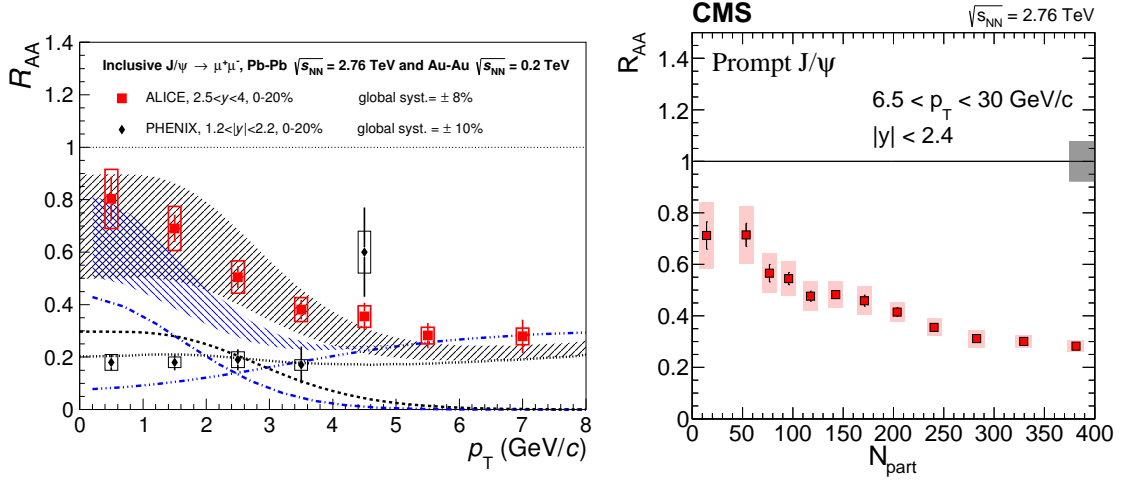 R_AA
1.4
1.2
1
0.8
0.6
0.4
0.2
0
Inclusive J/ψ → μ⁺μ⁻, Pb-Pb √s_NN = 2.76 TeV and Au-Au √s_NN = 0.2 TeV
ALICE, 2.5<y<4, 0-20% global syst.= ± 8%
PHENIX, 1.2<|y|<2.2, 0-20% global syst. = ± 10%
0 1 2 3 4 5 6 7 8
p_T (GeV/c)
CMS √s_NN = 2.76 TeV
R_AA
1.4
1.2
1
0.8
0.6
0.4
0.2
0
Prompt J/ψ
6.5 < p_T < 30 GeV/c
|y| < 2.4
0 50 100 150 200 250 300 350 400
N_part